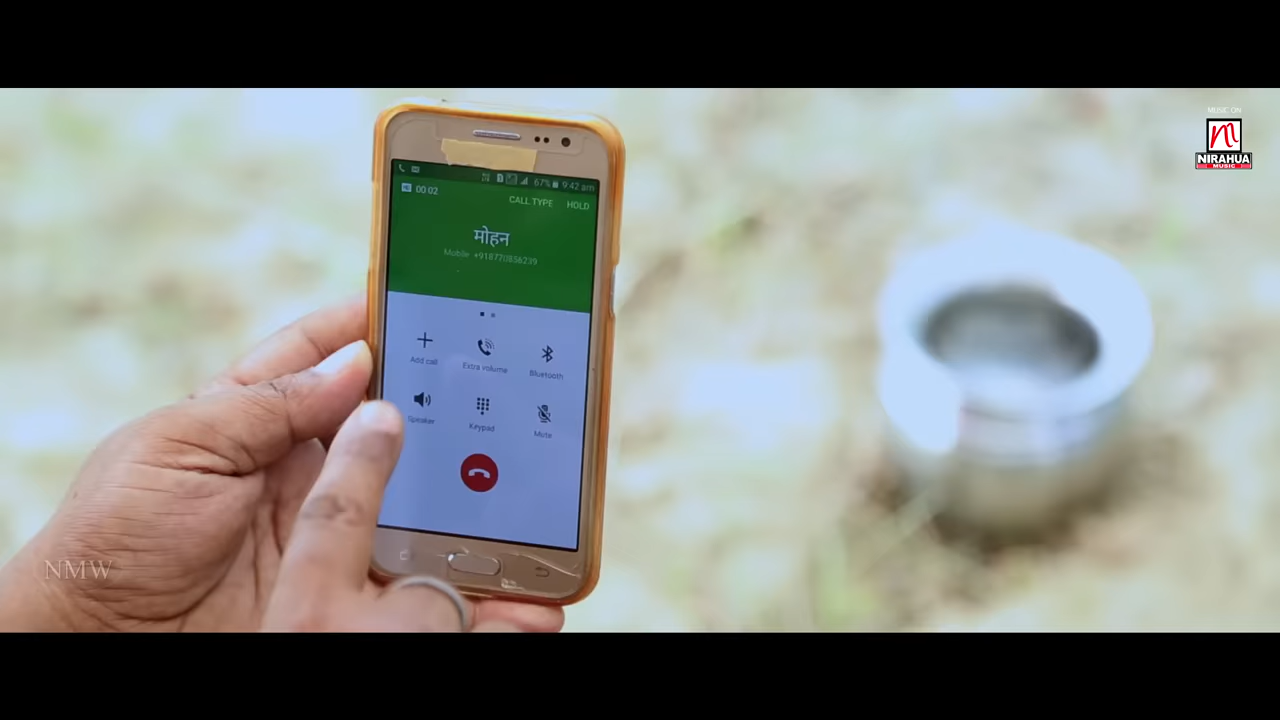 MUSIC ON
NIRAHUA
MUSIC
67% 9:42 am
00:02
CALL TYPE HOLD
मोहन
Mobile +918770856239
Add call Extra volume Bluetooth
Speaker Keypad Mute
NMW